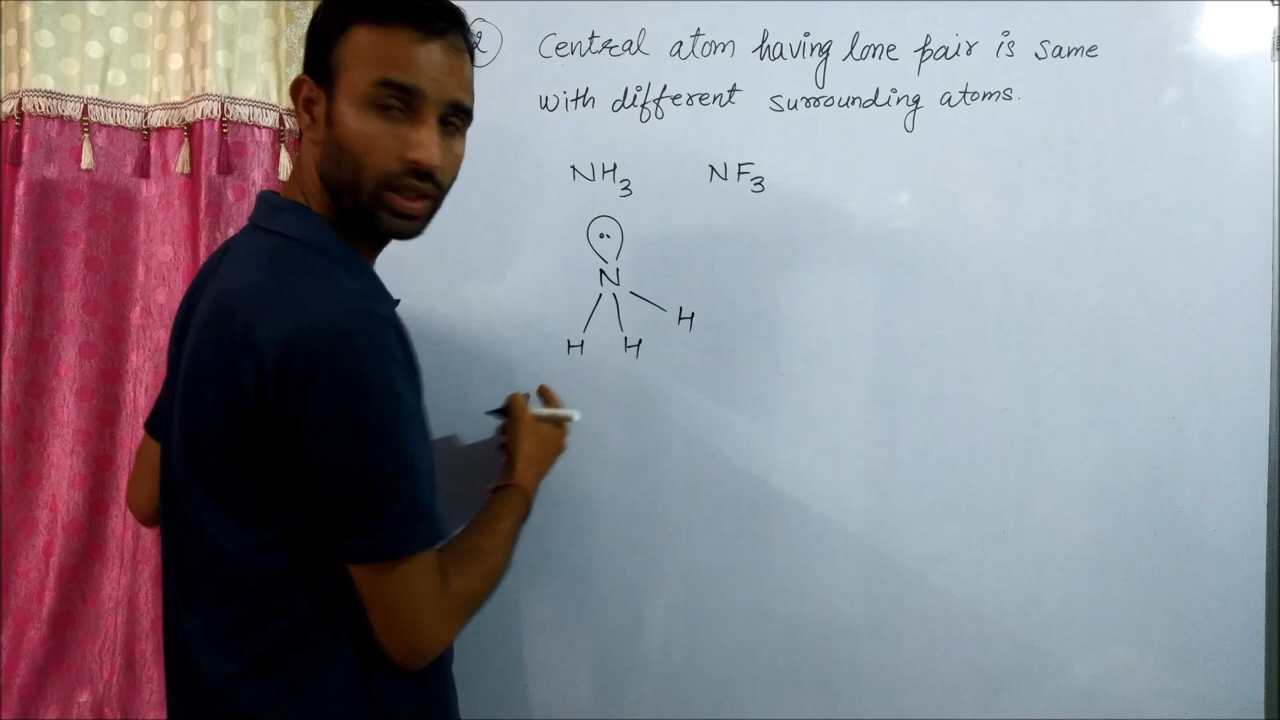 2) Central atom having lone pair is same
with different surrounding atoms.
NH3 NF3
N
H
H H